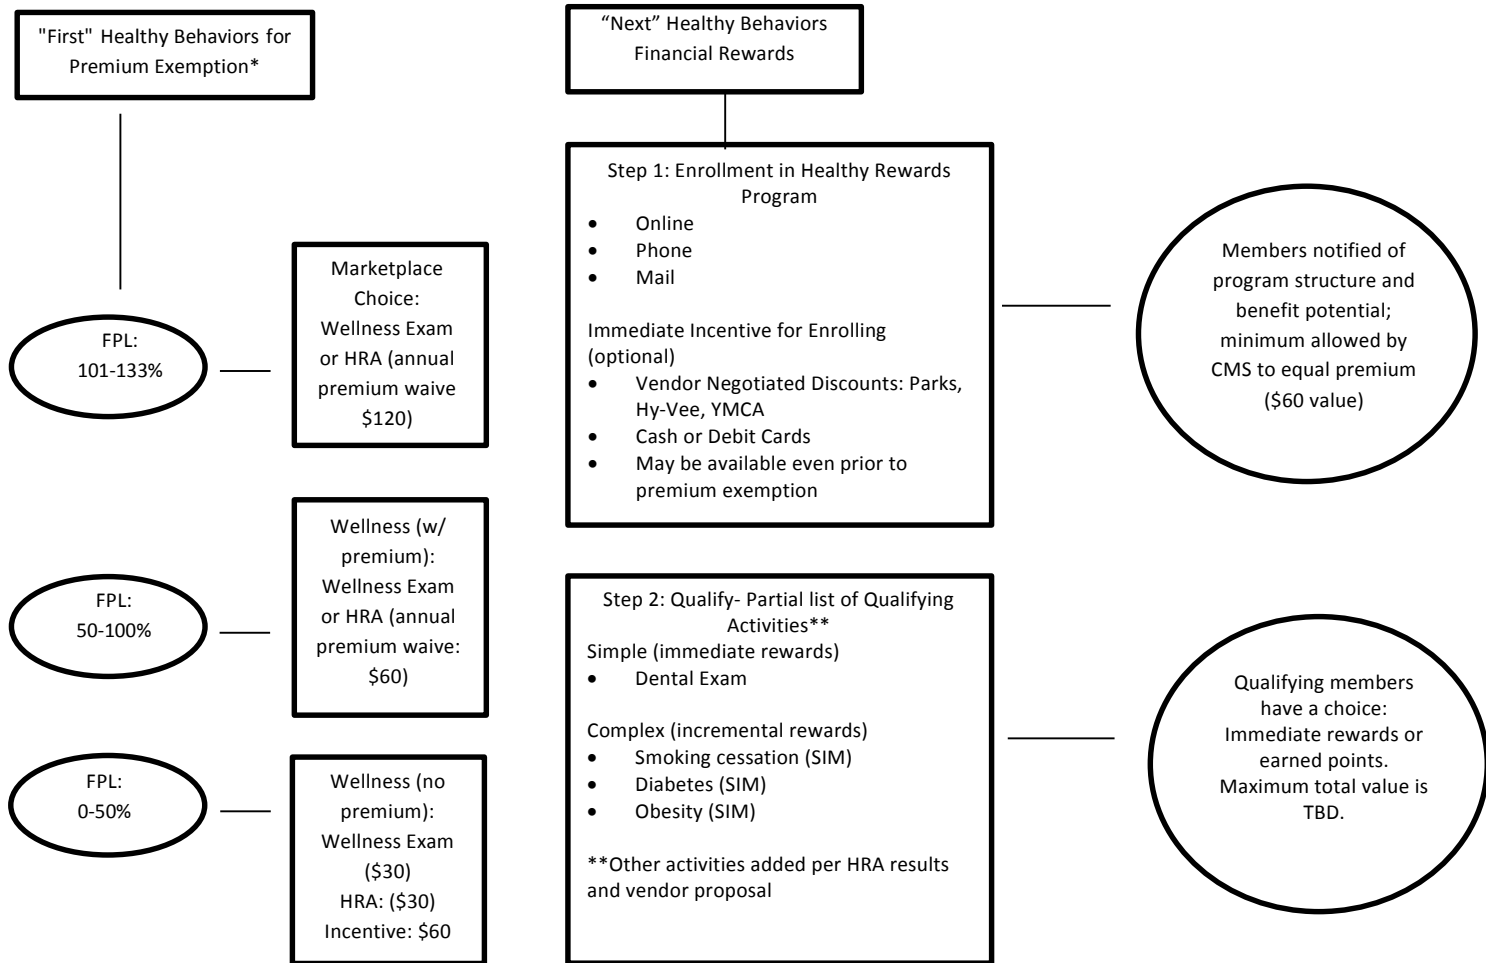 "First" Healthy Behaviors for
Premium Exemption*
FPL:
101-133%
Marketplace
Choice:
Wellness Exam
or HRA (annual
premium waive
$120)
FPL:
50-100%
Wellness (w/
premium):
Wellness Exam
or HRA (annual
premium waive:
$60)
FPL:
0-50%
Wellness (no
premium):
Wellness Exam
($30)
HRA: ($30)
Incentive: $60
“Next” Healthy Behaviors
Financial Rewards
Step 1: Enrollment in Healthy Rewards
Program
• Online
• Phone
• Mail
Immediate Incentive for Enrolling
(optional)
• Vendor Negotiated Discounts: Parks,
Hy-Vee, YMCA
• Cash or Debit Cards
• May be available even prior to
premium exemption
Members notified of
program structure and
benefit potential;
minimum allowed by
CMS to equal premium
($60 value)
Step 2: Qualify- Partial list of Qualifying
Activities**
Simple (immediate rewards)
• Dental Exam
Complex (incremental rewards)
• Smoking cessation (SIM)
• Diabetes (SIM)
• Obesity (SIM)
**Other activities added per HRA results
and vendor proposal
Qualifying members
have a choice:
Immediate rewards or
earned points.
Maximum total value is
TBD.